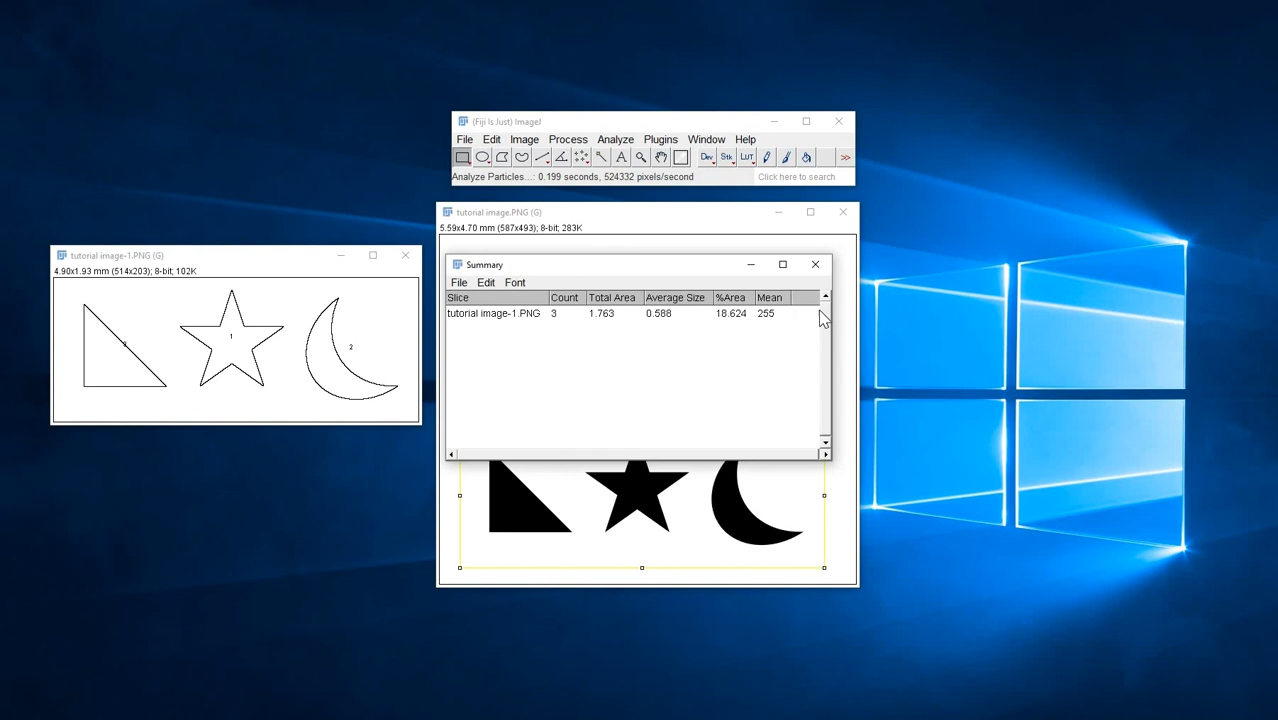 (Fiji Is Just) ImageJ
File Edit Image Process Analyze Plugins Window Help
Dev Stk LUT >>
Analyze Particles...: 0.199 seconds, 524332 pixels/second Click here to search
tutorial image.PNG (G)
5.59x4.70 mm (587x493); 8-bit; 283K
tutorial image-1.PNG (G)
4.90x1.93 mm (514x203); 8-bit; 102K
1
2
3
Summary
File Edit Font
Slice Count Total Area Average Size %Area Mean
tutorial image-1.PNG 3 1.763 0.588 18.624 255